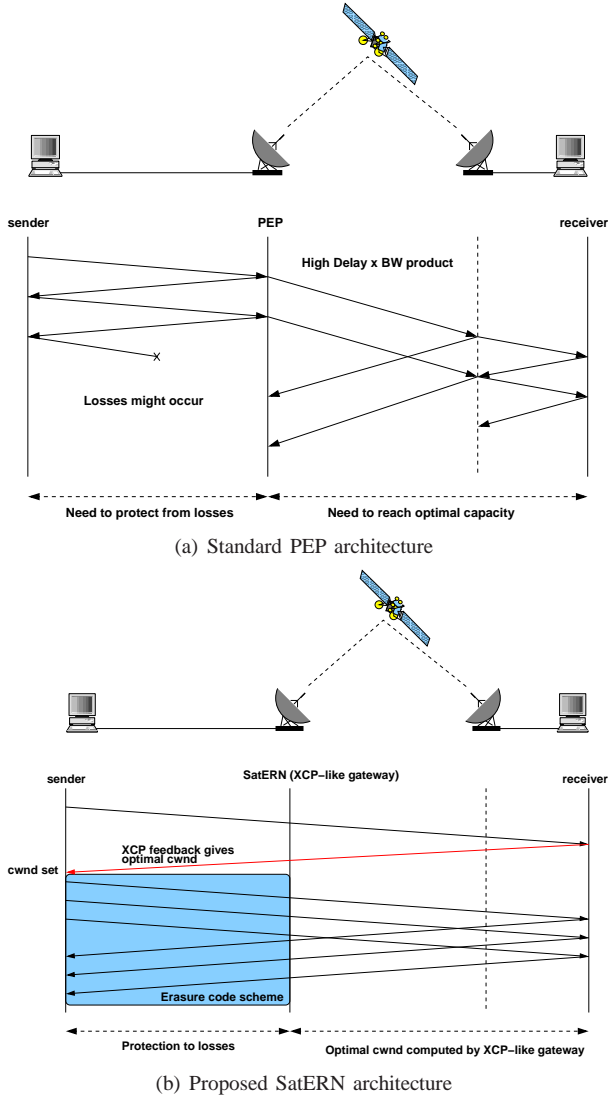 sender
PEP
receiver
High Delay x BW product
Losses might occur
Need to protect from losses
Need to reach optimal capacity
(a) Standard PEP architecture
sender
SatERN (XCP−like gateway)
receiver
XCP feedback gives
optimal cwnd
cwnd set
Erasure code scheme
Protection to losses
Optimal cwnd computed by XCP−like gateway
(b) Proposed SatERN architecture